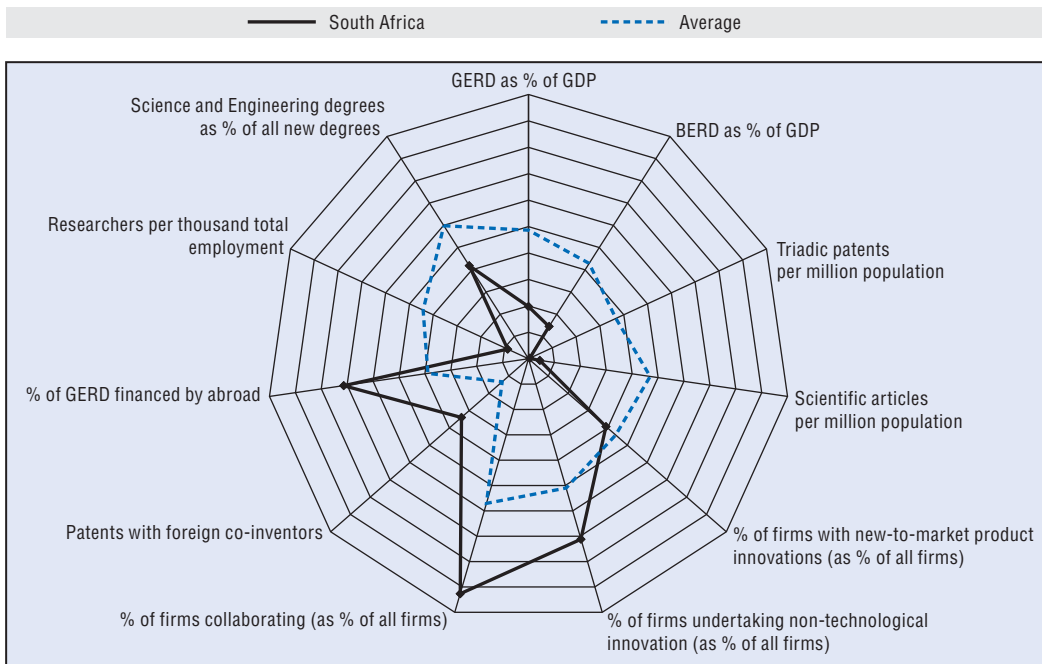 South Africa
Average
GERD as % of GDP
Science and Engineering degrees
as % of all new degrees
BERD as % of GDP
Researchers per thousand total
employment
Triadic patents
per million population
% of GERD financed by abroad
Scientific articles
per million population
Patents with foreign co-inventors
% of firms with new-to-market product
innovations (as % of all firms)
% of firms collaborating (as % of all firms)
% of firms undertaking non-technological
innovation (as % of all firms)